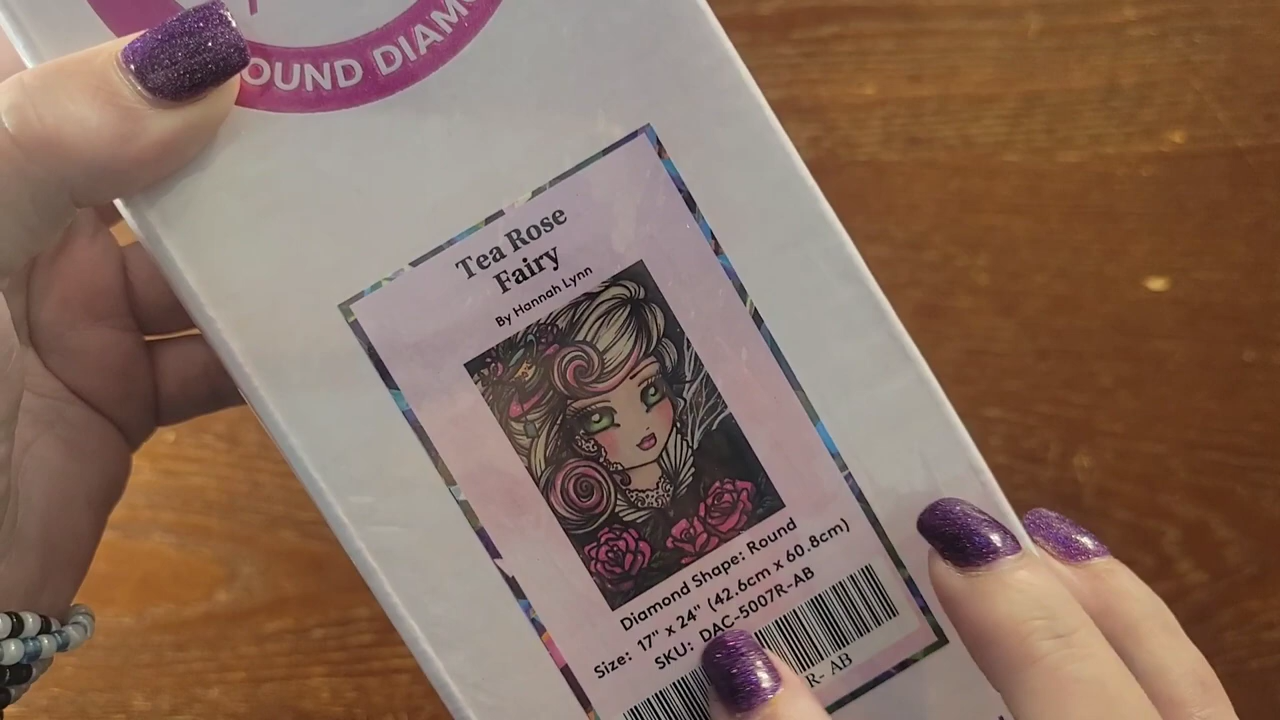 OUND DIAMO
Tea Rose
Fairy
By Hannah Lynn
Diamond Shape: Round
Size: 17" x 24" (42.6cm x 60.8cm)
SKU: DAC-5007R-AB
R- AB